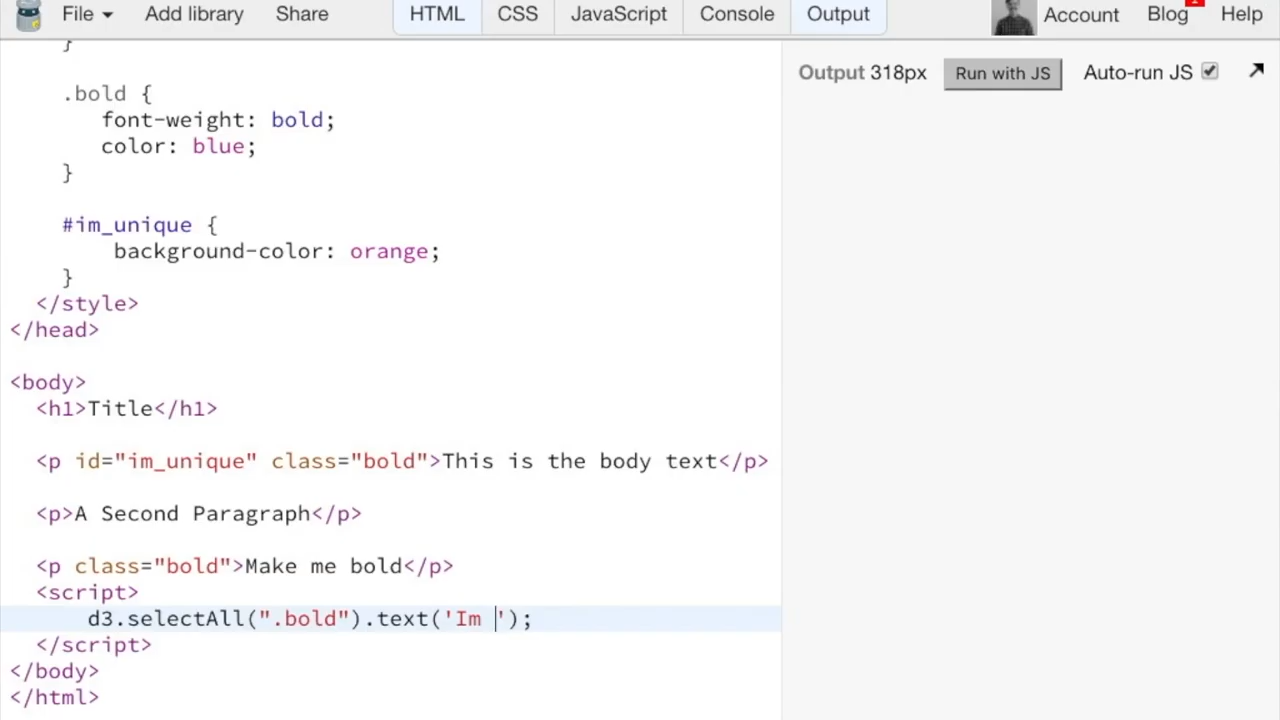 File Add library Share HTML CSS JavaScript Console Output Account Blog 1 Help
Output 318px Run with JS Auto-run JS
}
.bold {
font-weight: bold;
color: blue;
}
#im_unique {
background-color: orange;
}
</style>
</head>
<body>
<h1>Title</h1>
<p id="im_unique" class="bold">This is the body text</p>
<p>A Second Paragraph</p>
<p class="bold">Make me bold</p>
<script>
d3.selectAll(".bold").text('Im ');
</script>
</body>
</html>